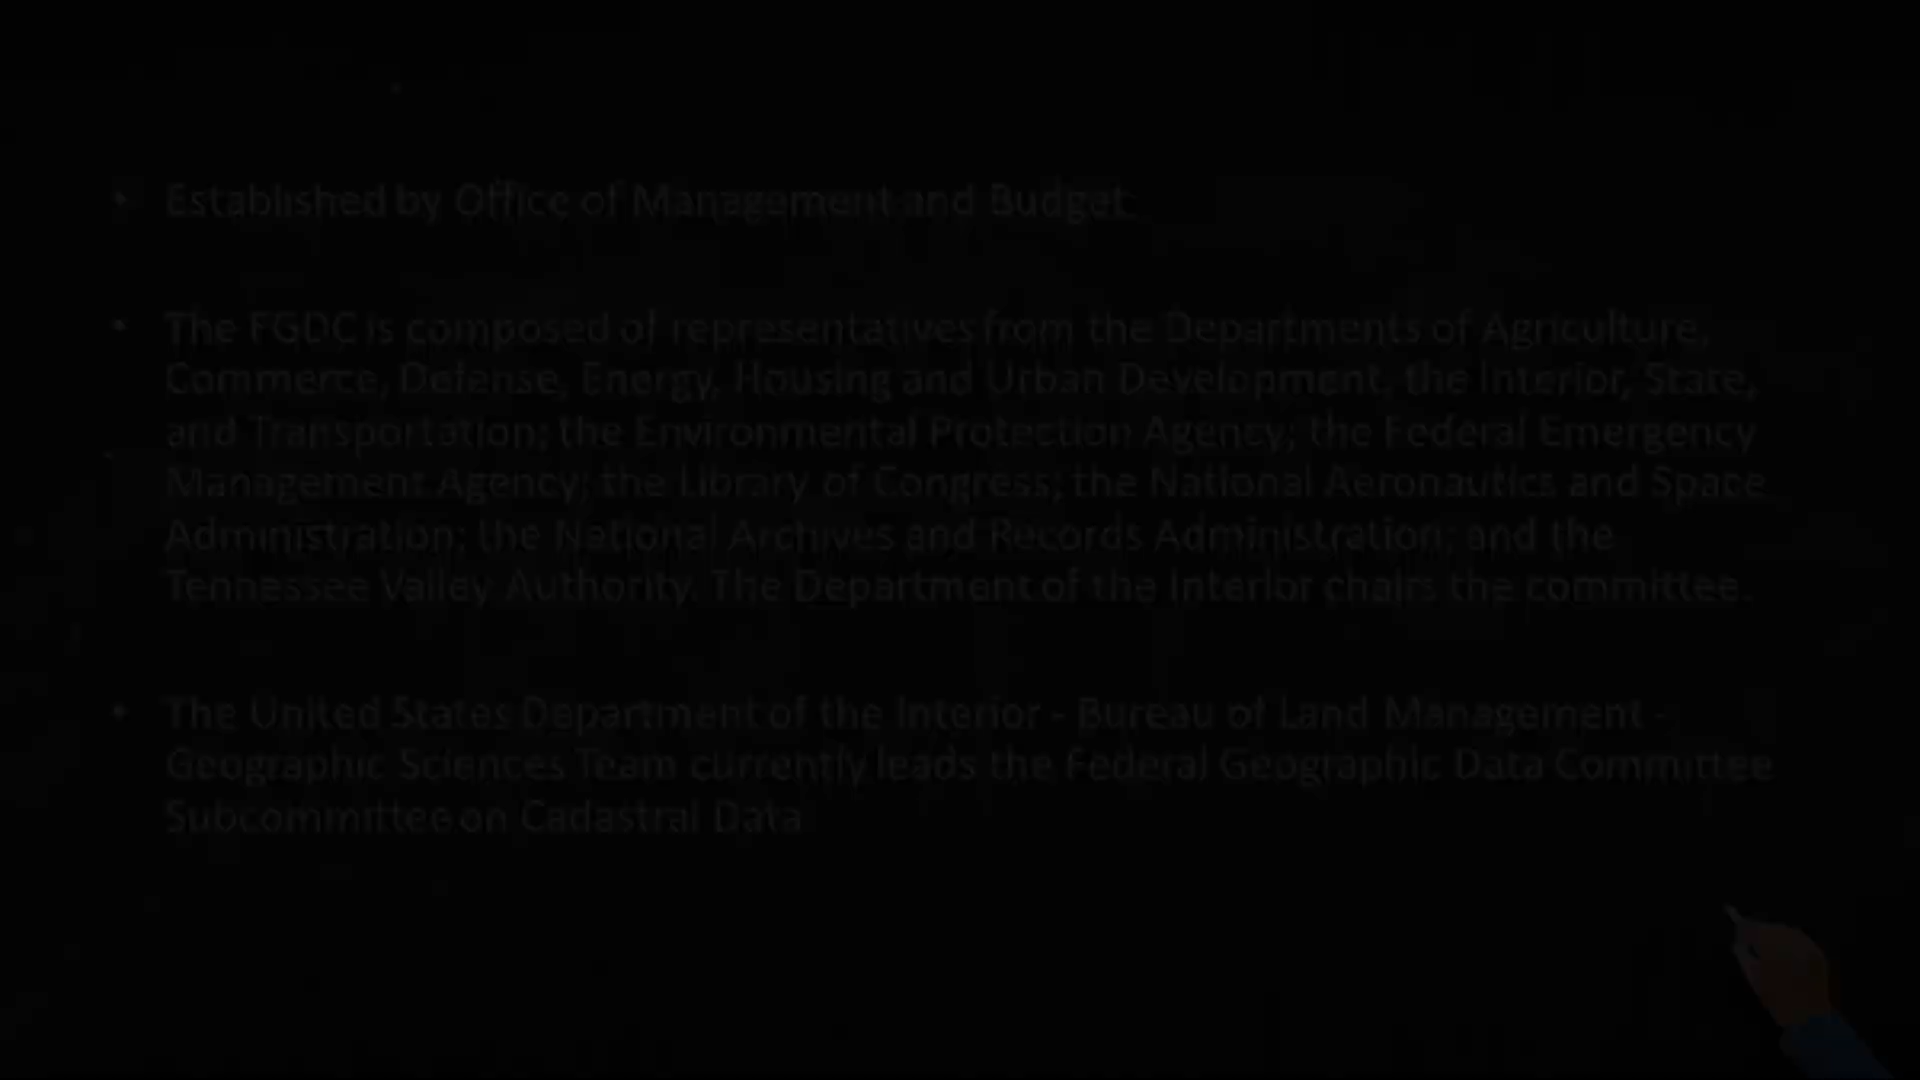 • Established by Office of Management and Budget
• The FGDC is composed of representatives from the Departments of Agriculture,
Commerce, Defense, Energy, Housing and Urban Development, the Interior, State,
and Transportation; the Environmental Protection Agency; the Federal Emergency
Management Agency; the Library of Congress; the National Aeronautics and Space
Administration; the National Archives and Records Administration; and the
Tennessee Valley Authority. The Department of the Interior chairs the committee.
• The United States Department of the Interior - Bureau of Land Management -
Geographic Sciences Team currently leads the Federal Geographic Data Committee
Subcommittee on Cadastral Data